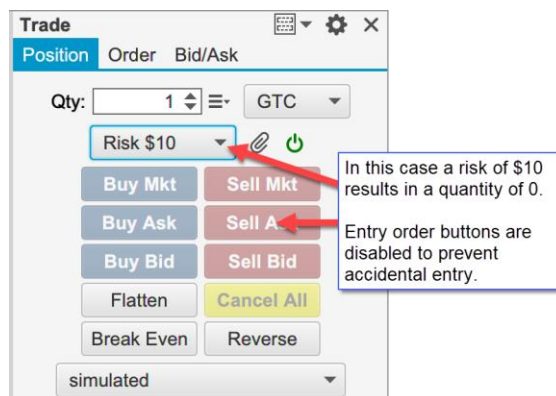 Trade
Position Order Bid/Ask
Qty: 1 GTC
Risk $10
Buy Mkt Sell Mkt
In this case a risk of $10
results in a quantity of 0.
Buy Ask Sell A
Entry order buttons are
disabled to prevent
accidental entry.
Buy Bid Sell Bid
Flatten Cancel All
Break Even Reverse
simulated